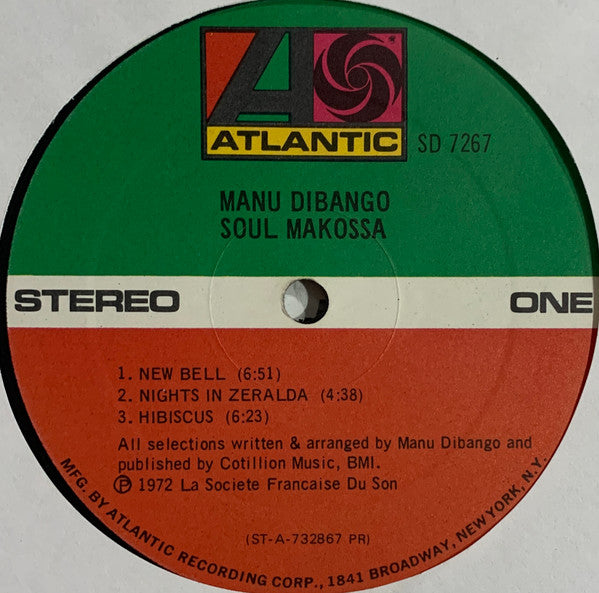 ATLANTIC
SD 7267
MANU DIBANGO
SOUL MAKOSSA
STEREO ONE
1. NEW BELL (6:51)
2. NIGHTS IN ZERALDA (4:38)
3. HIBISCUS (6:23)
All selections written & arranged by Manu Dibango and
published by Cotillion Music, BMI.
Ⓟ 1972 La Societe Francaise Du Son
(ST-A-732867 PR)
MFG. BY ATLANTIC RECORDING CORP., 1841 BROADWAY, NEW YORK, N.Y.